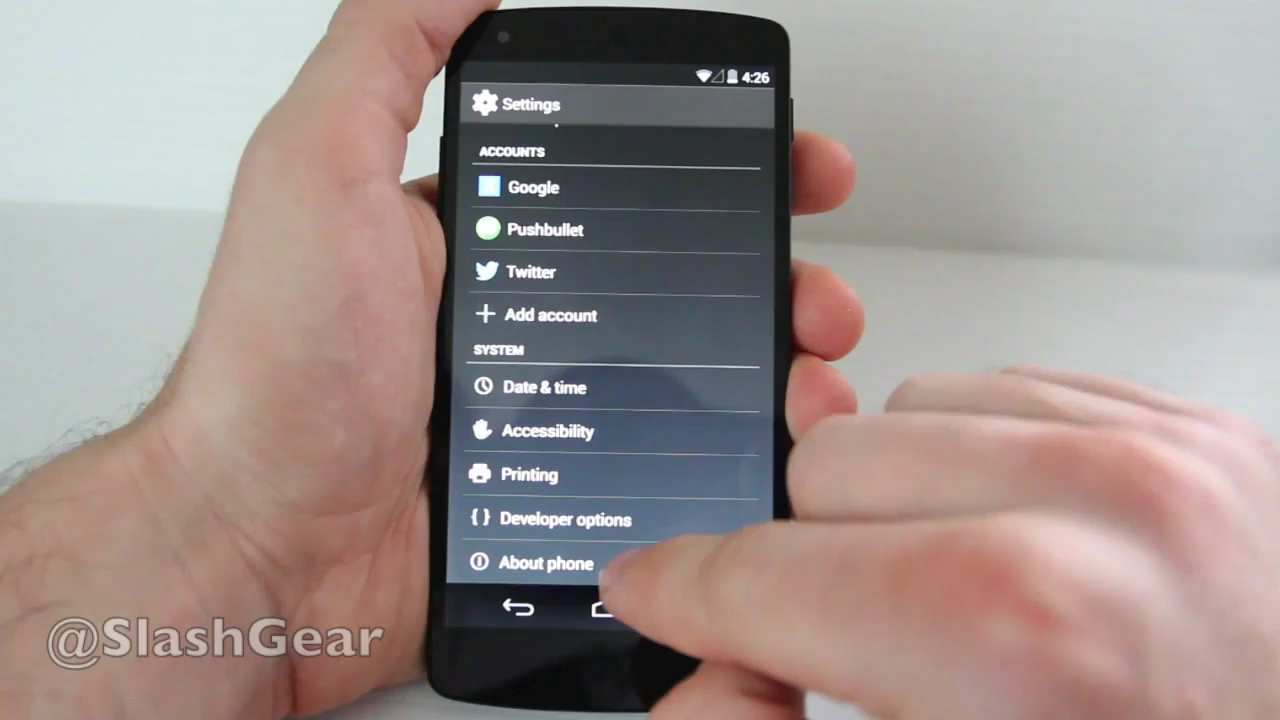 4:26
Settings
ACCOUNTS
Google
Pushbullet
Twitter
Add account
SYSTEM
Date & time
Accessibility
Printing
{ } Developer options
About phone
@SlashGear